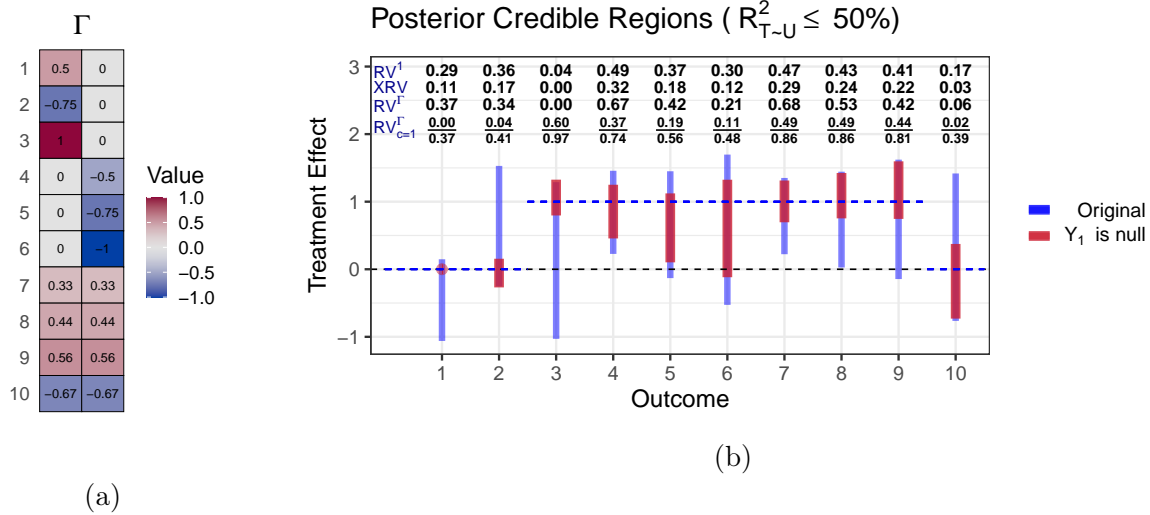 Γ
1 0.5 0
2 −0.75 0
3 1 0
4 0 −0.5
5 0 −0.75
6 0 −1
7 0.33 0.33
8 0.44 0.44
9 0.56 0.56
10 −0.67 −0.67
Value
1.0
0.5
0.0
−0.5
−1.0
(a)
Posterior Credible Regions ( R²T~U ≤ 50%)
RV¹ 0.29 0.36 0.04 0.49 0.37 0.30 0.47 0.43 0.41 0.17
XRV 0.11 0.17 0.00 0.32 0.18 0.12 0.29 0.24 0.22 0.03
RVΓ 0.37 0.34 0.00 0.67 0.42 0.21 0.68 0.53 0.42 0.06
RVΓc=1 0.00/0.37 0.04/0.41 0.60/0.97 0.37/0.74 0.19/0.56 0.11/0.48 0.49/0.86 0.49/0.86 0.44/0.81 0.02/0.39
3
2
1
0
−1
Treatment Effect
1 2 3 4 5 6 7 8 9 10
Outcome
Original
Y₁ is null
(b)